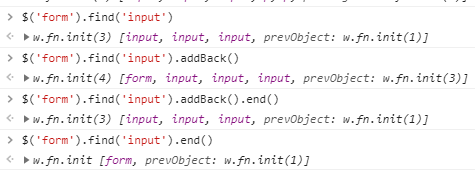 > $('form').find('input')
<· ▶w.fn.init(3) [input, input, input, prevObject: w.fn.init(1)]
> $('form').find('input').addBack()
<· ▶w.fn.init(4) [form, input, input, input, prevObject: w.fn.init(3)]
> $('form').find('input').addBack().end()
<· ▶w.fn.init(3) [input, input, input, prevObject: w.fn.init(1)]
> $('form').find('input').end()
<· ▶w.fn.init [form, prevObject: w.fn.init(1)]